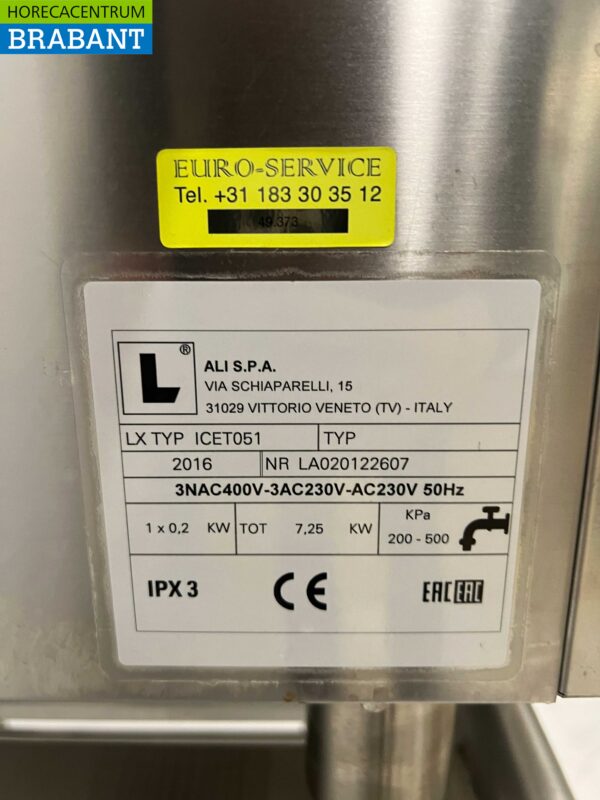 HORECACENTRUM
BRABANT
EURO-SERVICE
Tel. +31 183 30 35 12
49.373
L®
ALI S.P.A.
VIA SCHIAPARELLI, 15
31029 VITTORIO VENETO (TV) - ITALY
LX TYP ICET051 TYP
2016 NR LA020122607
3NAC400V-3AC230V-AC230V 50Hz
1 x 0,2 KW TOT 7,25 KW KPa 200 - 500
IPX 3 CE EAC EAC